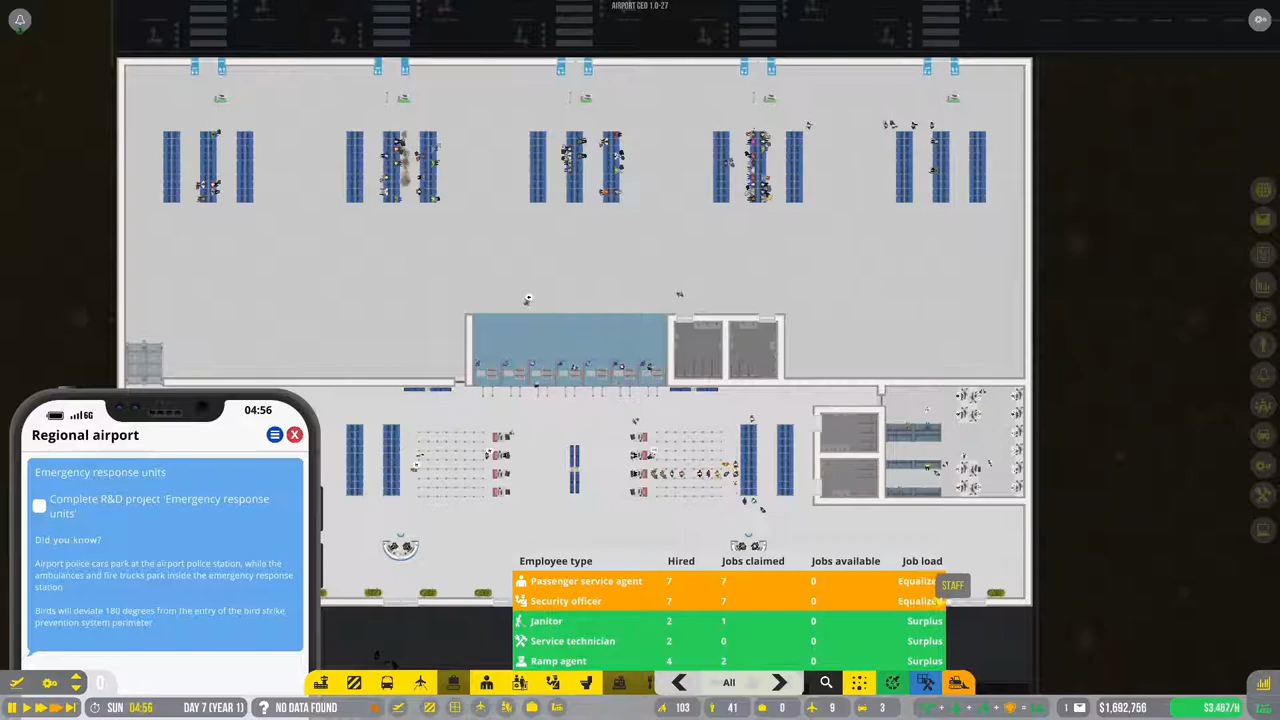 AIRPORT CEO 1.0-27
6G
04:56
Regional airport
Emergency response units
Complete R&D project 'Emergency response
units'
Did you know?
Airport police cars park at the airport police station, while the
ambulances and fire trucks park inside the emergency response
station
Birds will deviate 180 degrees from the entry of the bird strike
prevention system perimeter
Employee type Hired Jobs claimed Jobs available Job load
Passenger service agent 7 7 0 Equalized
Security officer 7 7 0 Equalized
STAFF
Janitor 2 1 0 Surplus
Service technician 2 0 0 Surplus
Ramp agent 4 2 0 Surplus
0
All
SUN 04:56 DAY 7 (YEAR 1) ? NO DATA FOUND 103 41 0 9 3 1 $1,692,756 $3.467/H